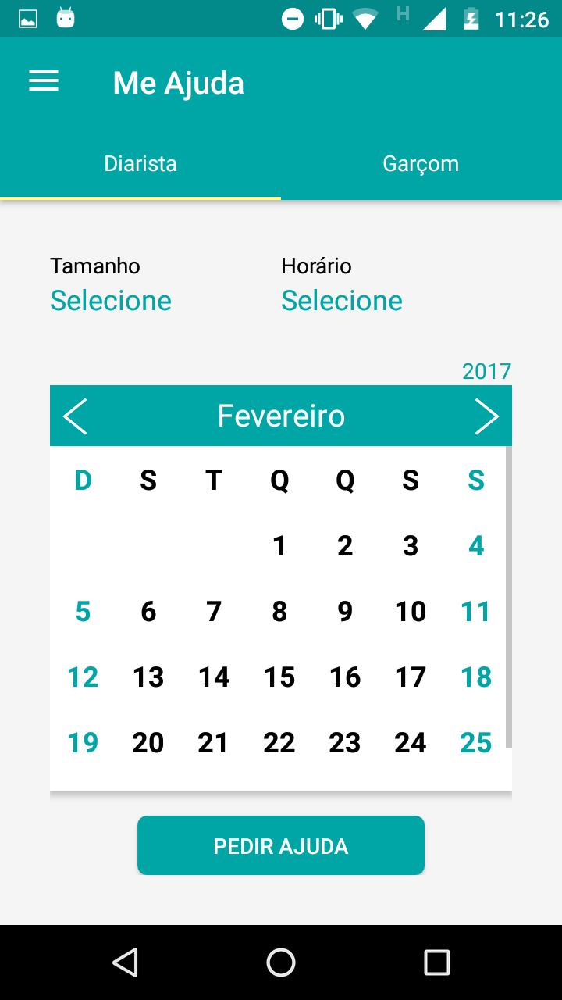 H 11:26
Me Ajuda
Diarista Garçom
Tamanho Horário
Selecione Selecione
2017
Fevereiro
D S T Q Q S S
1 2 3 4
5 6 7 8 9 10 11
12 13 14 15 16 17 18
19 20 21 22 23 24 25
PEDIR AJUDA